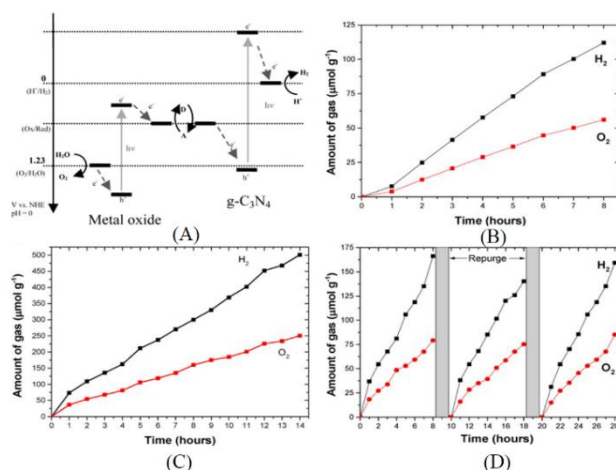 0
(H⁺/H₂)
(Ox/Red)
1.23
(O₂/H₂O)
V vs. NHE
pH = 0
H₂O
O₂
e⁻
hν
h⁺
e⁻
e⁻
D
A
e⁻
e⁻
e⁻
hν
h⁺
H₂
H⁺
Metal oxide
g-C₃N₄
(A)
Amount of gas (μmol g⁻¹)
125
100
75
50
25
0
H₂
O₂
0 1 2 3 4 5 6 7 8
Time (hours)
(B)
Amount of gas (μmol g⁻¹)
500
450
400
350
300
250
200
150
100
50
0
H₂
O₂
0 1 2 3 4 5 6 7 8 9 10 11 12 13 14
Time (hours)
(C)
Amount of gas (μmol g⁻¹)
175
150
125
100
75
50
25
0
Repurge
H₂
O₂
0 2 4 6 8 10 12 14 16 18 20 22 24 26 28
Time (hours)
(D)